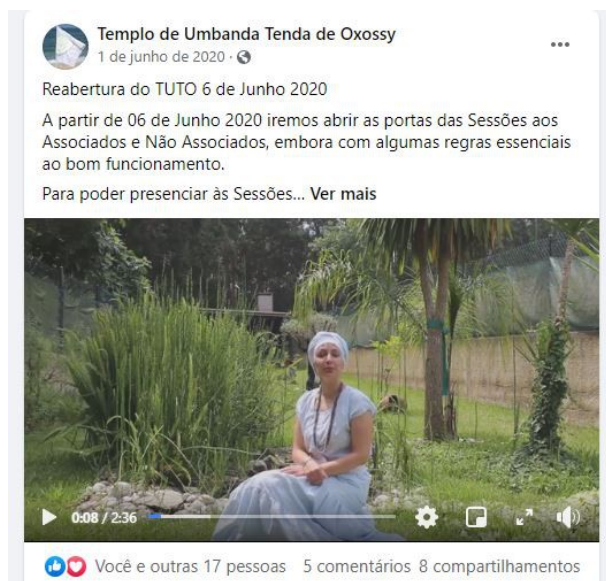 Templo de Umbanda Tenda de Oxossy
1 de junho de 2020 ·
Reabertura do TUTO 6 de Junho 2020
A partir de 06 de Junho 2020 iremos abrir as portas das Sessões aos
Associados e Não Associados, embora com algumas regras essenciais
ao bom funcionamento.
Para poder presenciar às Sessões... Ver mais
0:08 / 2:36
Você e outras 17 pessoas 5 comentários 8 compartilhamentos